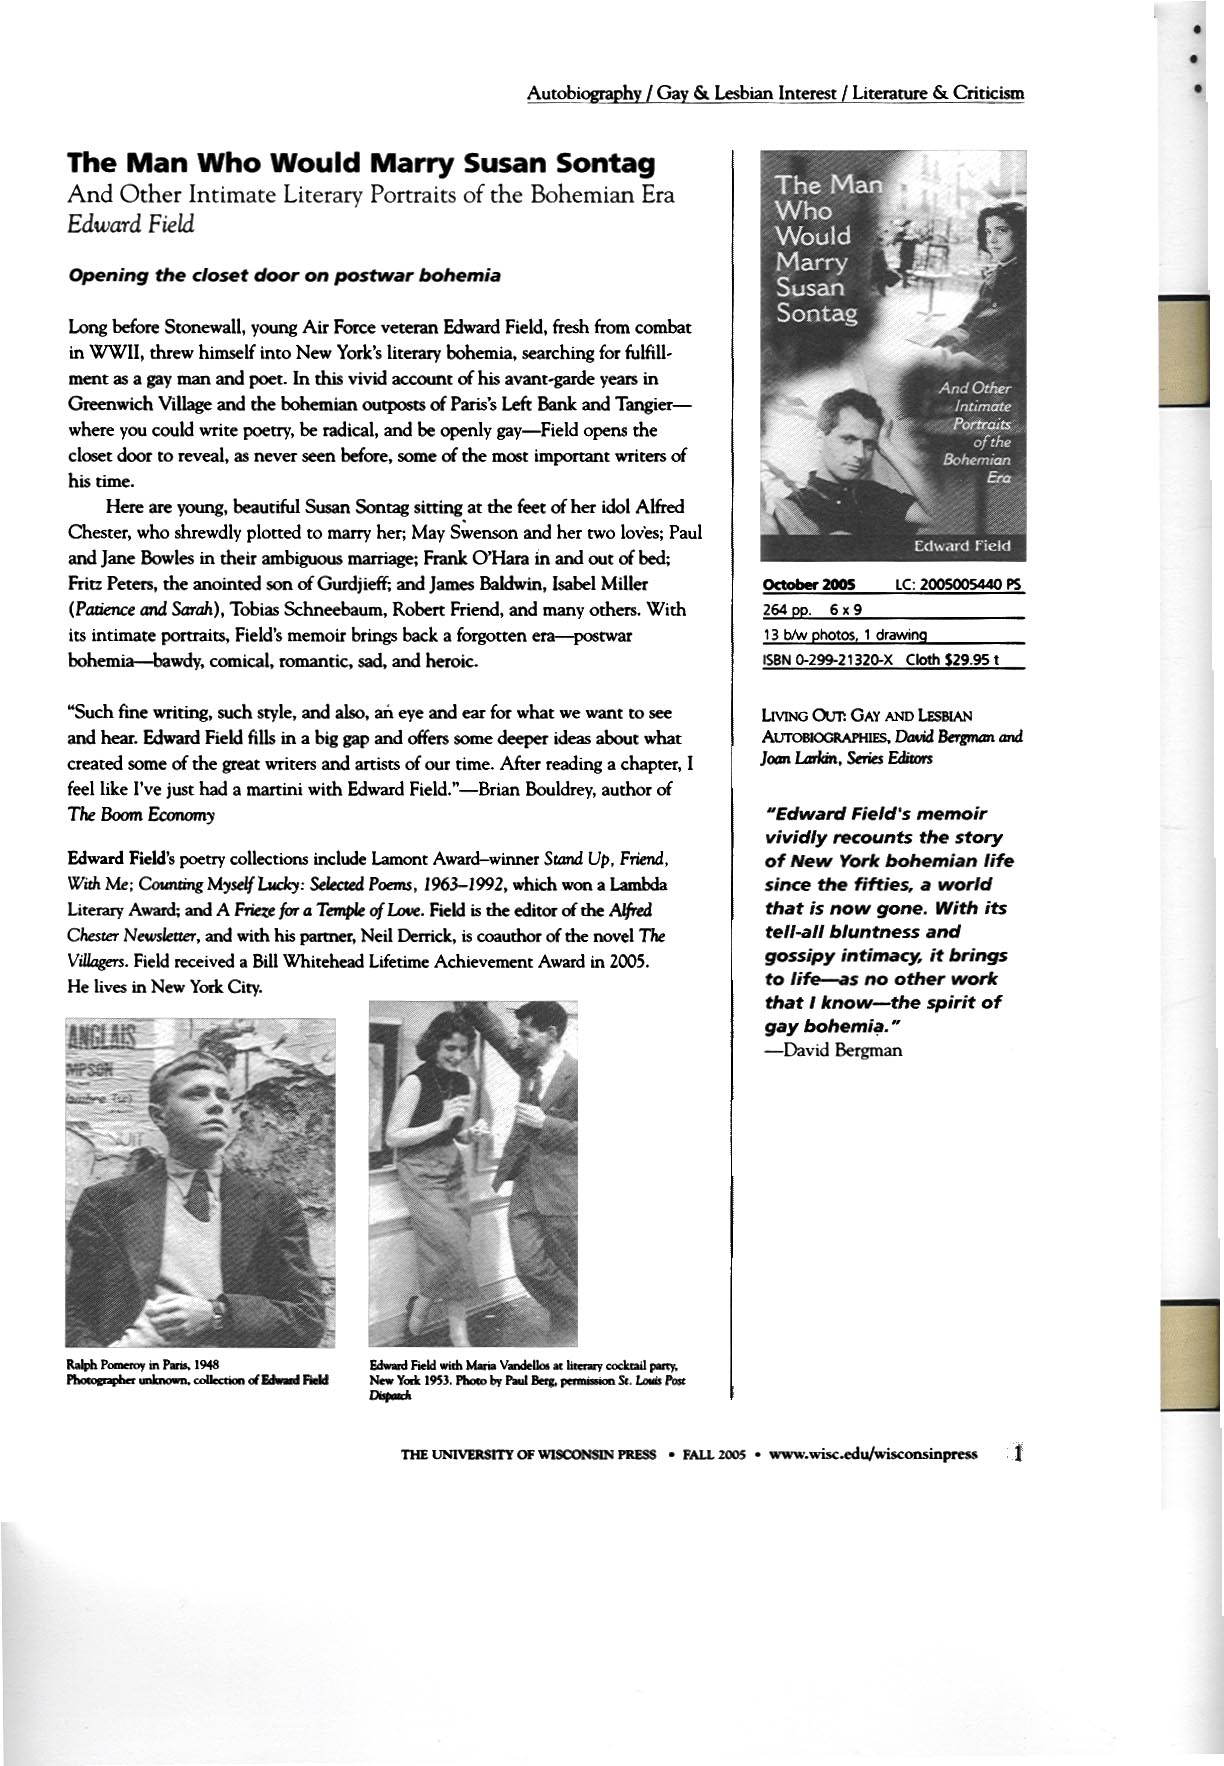 Autobiography / Gay & Lesbian Interest / Literature & Criticism
The Man Who Would Marry Susan Sontag
And Other Intimate Literary Portraits of the Bohemian Era
Edward Field
Opening the closet door on postwar bohemia
Long before Stonewall, young Air Force veteran Edward Field, fresh from combat
in WWII, threw himself into New York's literary bohemia, searching for fulfill-
ment as a gay man and poet. In this vivid account of his avant-garde years in
Greenwich Village and the bohemian outposts of Paris's Left Bank and Tangier—
where you could write poetry, be radical, and be openly gay—Field opens the
closet door to reveal, as never seen before, some of the most important writers of
his time.
Here are young, beautiful Susan Sontag sitting at the feet of her idol Alfred
Chester, who shrewdly plotted to marry her; May Swenson and her two loves; Paul
and Jane Bowles in their ambiguous marriage; Frank O'Hara in and out of bed;
Fritz Peters, the anointed son of Gurdjieff; and James Baldwin, Isabel Miller
(Patience and Sarah), Tobias Schneebaum, Robert Friend, and many others. With
its intimate portraits, Field's memoir brings back a forgotten era—postwar
bohemia—bawdy, comical, romantic, sad, and heroic.
"Such fine writing, such style, and also, an eye and ear for what we want to see
and hear. Edward Field fills in a big gap and offers some deeper ideas about what
created some of the great writers and artists of our time. After reading a chapter, I
feel like I've just had a martini with Edward Field."—Brian Bouldrey, author of
The Boom Economy
Edward Field's poetry collections include Lamont Award–winner Stand Up, Friend,
With Me; Counting Myself Lucky: Selected Poems, 1963–1992, which won a Lambda
Literary Award; and A Frieze for a Temple of Love. Field is the editor of the Alfred
Chester Newsletter, and with his partner, Neil Derrick, is coauthor of the novel The
Villagers. Field received a Bill Whitehead Lifetime Achievement Award in 2005.
He lives in New York City.
ANGLAIS
MPSON
Ralph Pomeroy in Paris, 1948
Photographer unknown, collection of Edward Field
Edward Field with Maria Vandellos at literary cocktail party,
New York 1953. Photo by Paul Berg, permission St. Louis Post
Dispatch
The Man
Who
Would
Marry
Susan
Sontag
And Other
Intimate
Portraits
of the
Bohemian
Era
Edward Field
October 2005 LC: 2005005440 PS
264 pp. 6 x 9
13 b/w photos, 1 drawing
ISBN 0-299-21320-X Cloth $29.95 t
LIVING OUT: GAY AND LESBIAN
AUTOBIOGRAPHIES, David Bergman and
Joan Larkin, Series Editors
"Edward Field's memoir
vividly recounts the story
of New York bohemian life
since the fifties, a world
that is now gone. With its
tell-all bluntness and
gossipy intimacy, it brings
to life—as no other work
that I know—the spirit of
gay bohemia."
—David Bergman
THE UNIVERSITY OF WISCONSIN PRESS • FALL 2005 • www.wisc.edu/wisconsinpress 1